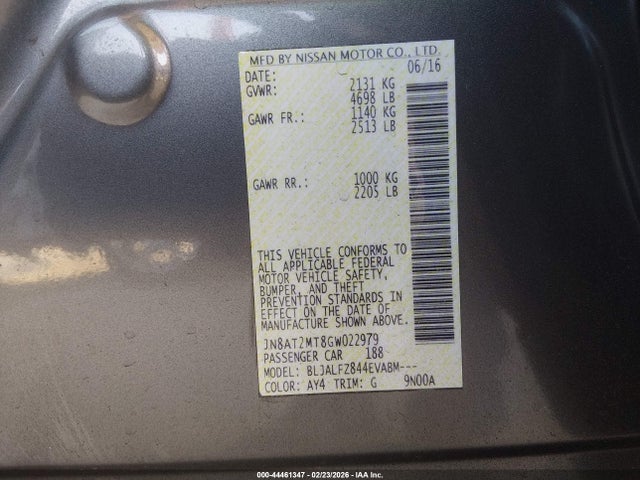 MFD BY NISSAN MOTOR CO., LTD.
DATE: 06/16
GVWR: 2131 KG
4698 LB
GAWR FR.: 1140 KG
2513 LB
GAWR RR.: 1000 KG
2205 LB
THIS VEHICLE CONFORMS TO
ALL APPLICABLE FEDERAL
MOTOR VEHICLE SAFETY,
BUMPER, AND THEFT
PREVENTION STANDARDS IN
EFFECT ON THE DATE OF
MANUFACTURE SHOWN ABOVE.
JN8AT2MT8GW022979
PASSENGER CAR 188
MODEL: BLJALFZ844EVABM---
COLOR: AY4 TRIM: G 9N00A
000-44461347 | 02/23/2026 | IAA Inc.